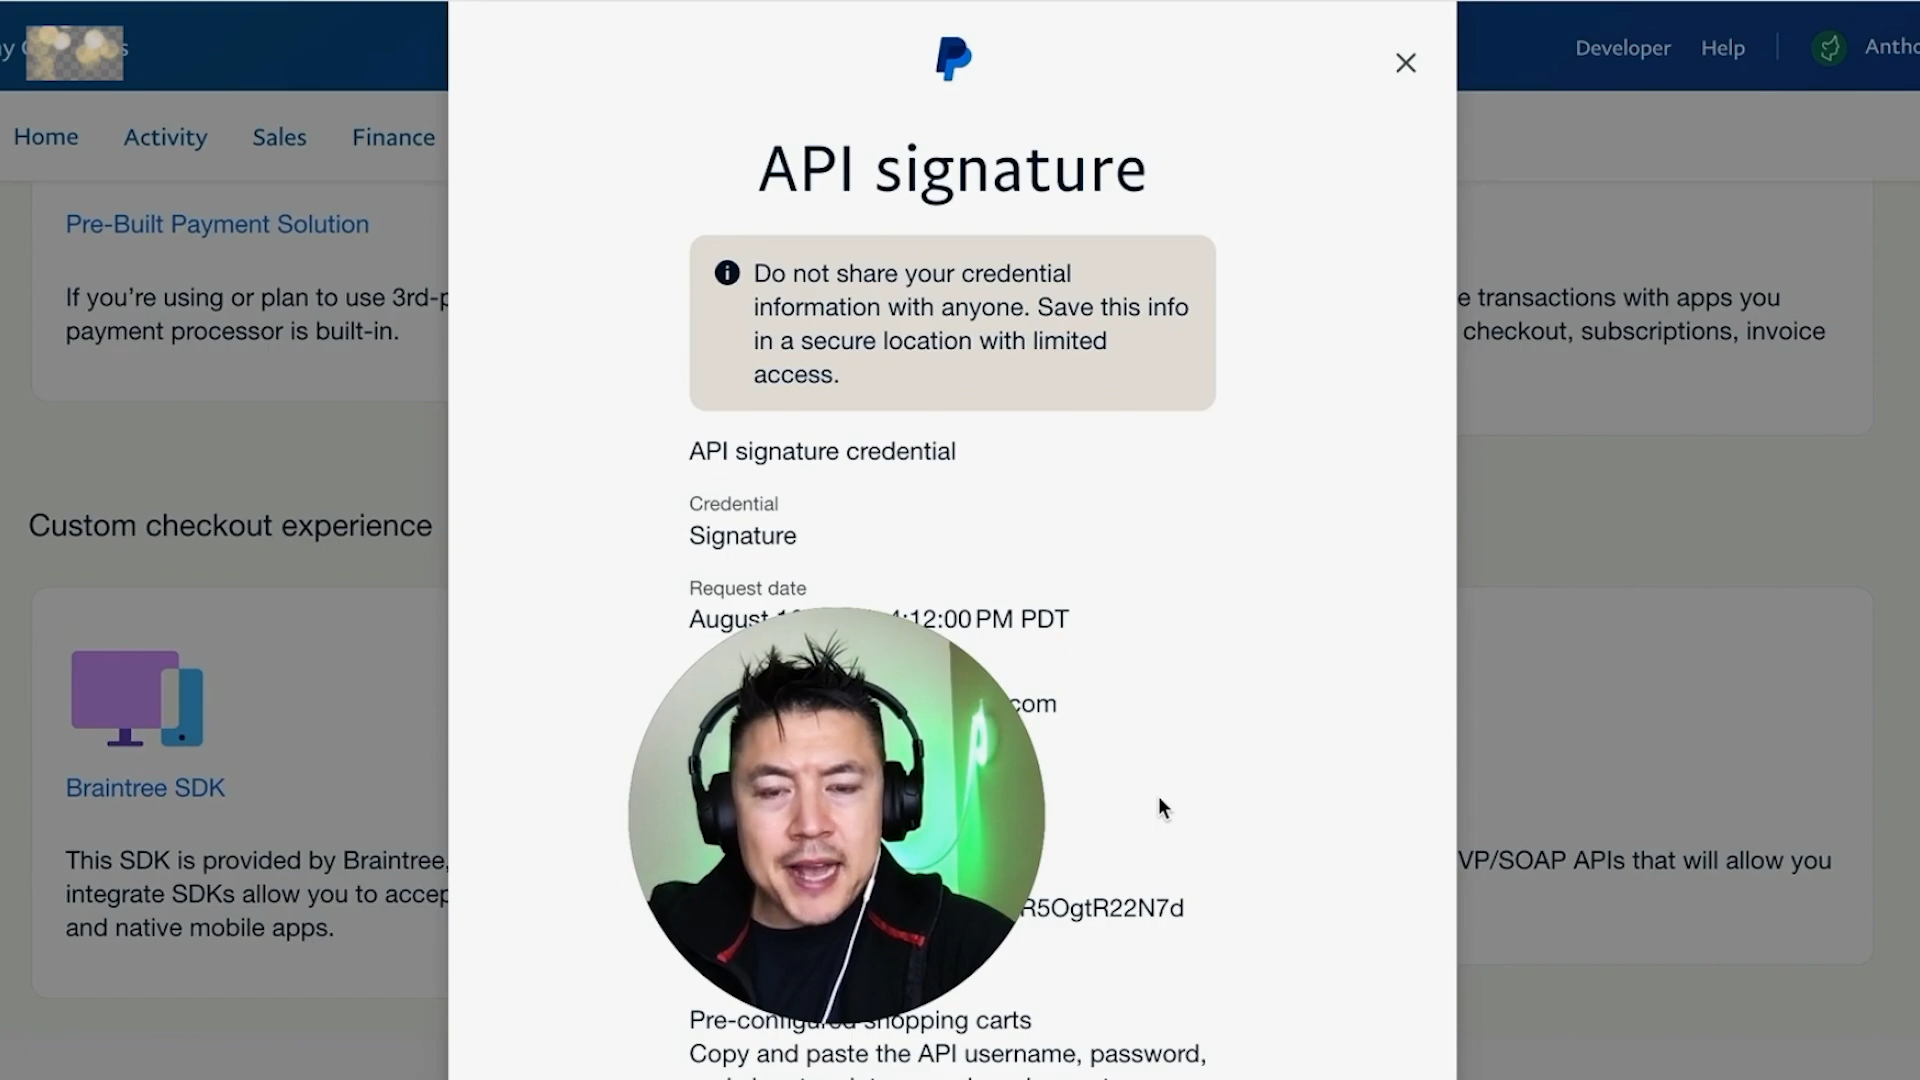 Developer
Help
Home
Activity
Sales
Finance
API signature
Do not share your credential
information with anyone. Save this info
in a secure location with limited
access.
API signature credential
Credential
Signature
Request date
August
:12:00 PM PDT
.com
R5OgtR22N7d
Pre-configured shopping carts
Copy and paste the API username, password,
Pre-Built Payment Solution
If you’re using or plan to use 3rd-p
payment processor is built-in.
e transactions with apps you
checkout, subscriptions, invoice
Custom checkout experience
Braintree SDK
This SDK is provided by Braintree,
integrate SDKs allow you to accep
and native mobile apps.
VP/SOAP APIs that will allow you